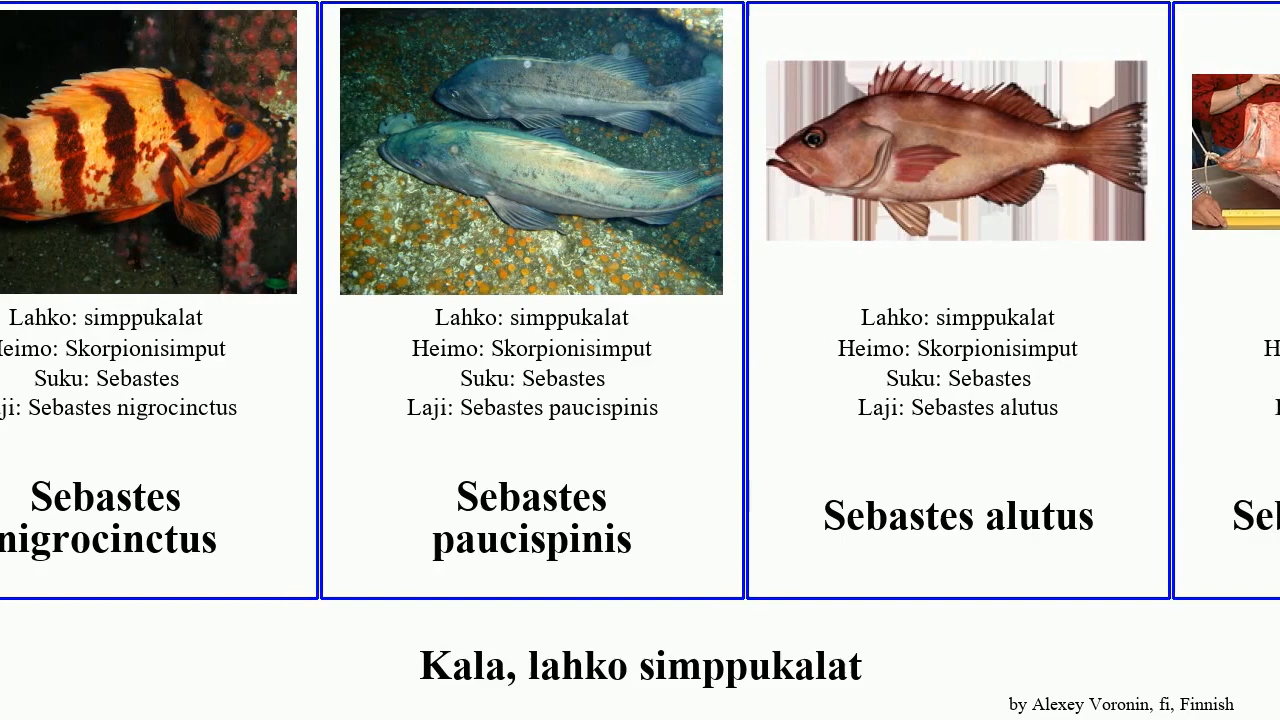 Lahko: simppukalat
Heimo: Skorpionisimput
Suku: Sebastes
Laji: Sebastes nigrocinctus
Sebastes
nigrocinctus
Lahko: simppukalat
Heimo: Skorpionisimput
Suku: Sebastes
Laji: Sebastes paucispinis
Sebastes
paucispinis
Lahko: simppukalat
Heimo: Skorpionisimput
Suku: Sebastes
Laji: Sebastes alutus
Sebastes alutus
Kala, lahko simppukalat
by Alexey Voronin, fi, Finnish